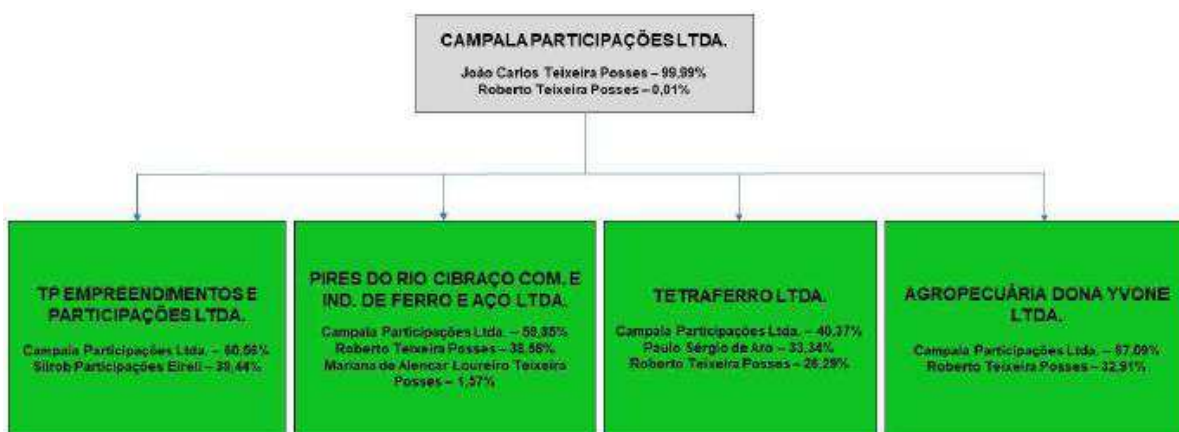 CAMPALA PARTICIPAÇÕES LTDA.
João Carlos Teixeira Posses – 99,99%
Roberto Teixeira Posses – 0,01%
TP EMPREENDIMENTOS E
PARTICIPAÇÕES LTDA.
Campala Participações Ltda. – 60,56%
Silrob Participações Eireli – 39,44%
PIRES DO RIO CIBRAÇO COM. E
IND. DE FERRO E AÇO LTDA.
Campala Participações Ltda. – 59,85%
Roberto Teixeira Posses – 38,58%
Mariana de Alencar Loureiro Teixeira
Posses – 1,57%
TETRAFERRO LTDA.
Campala Participações Ltda. – 40,37%
Paulo Sérgio de Aro – 33,34%
Roberto Teixeira Posses – 26,29%
AGROPECUÁRIA DONA YVONE
LTDA.
Campala Participações Ltda. – 67,09%
Roberto Teixeira Posses – 32,91%